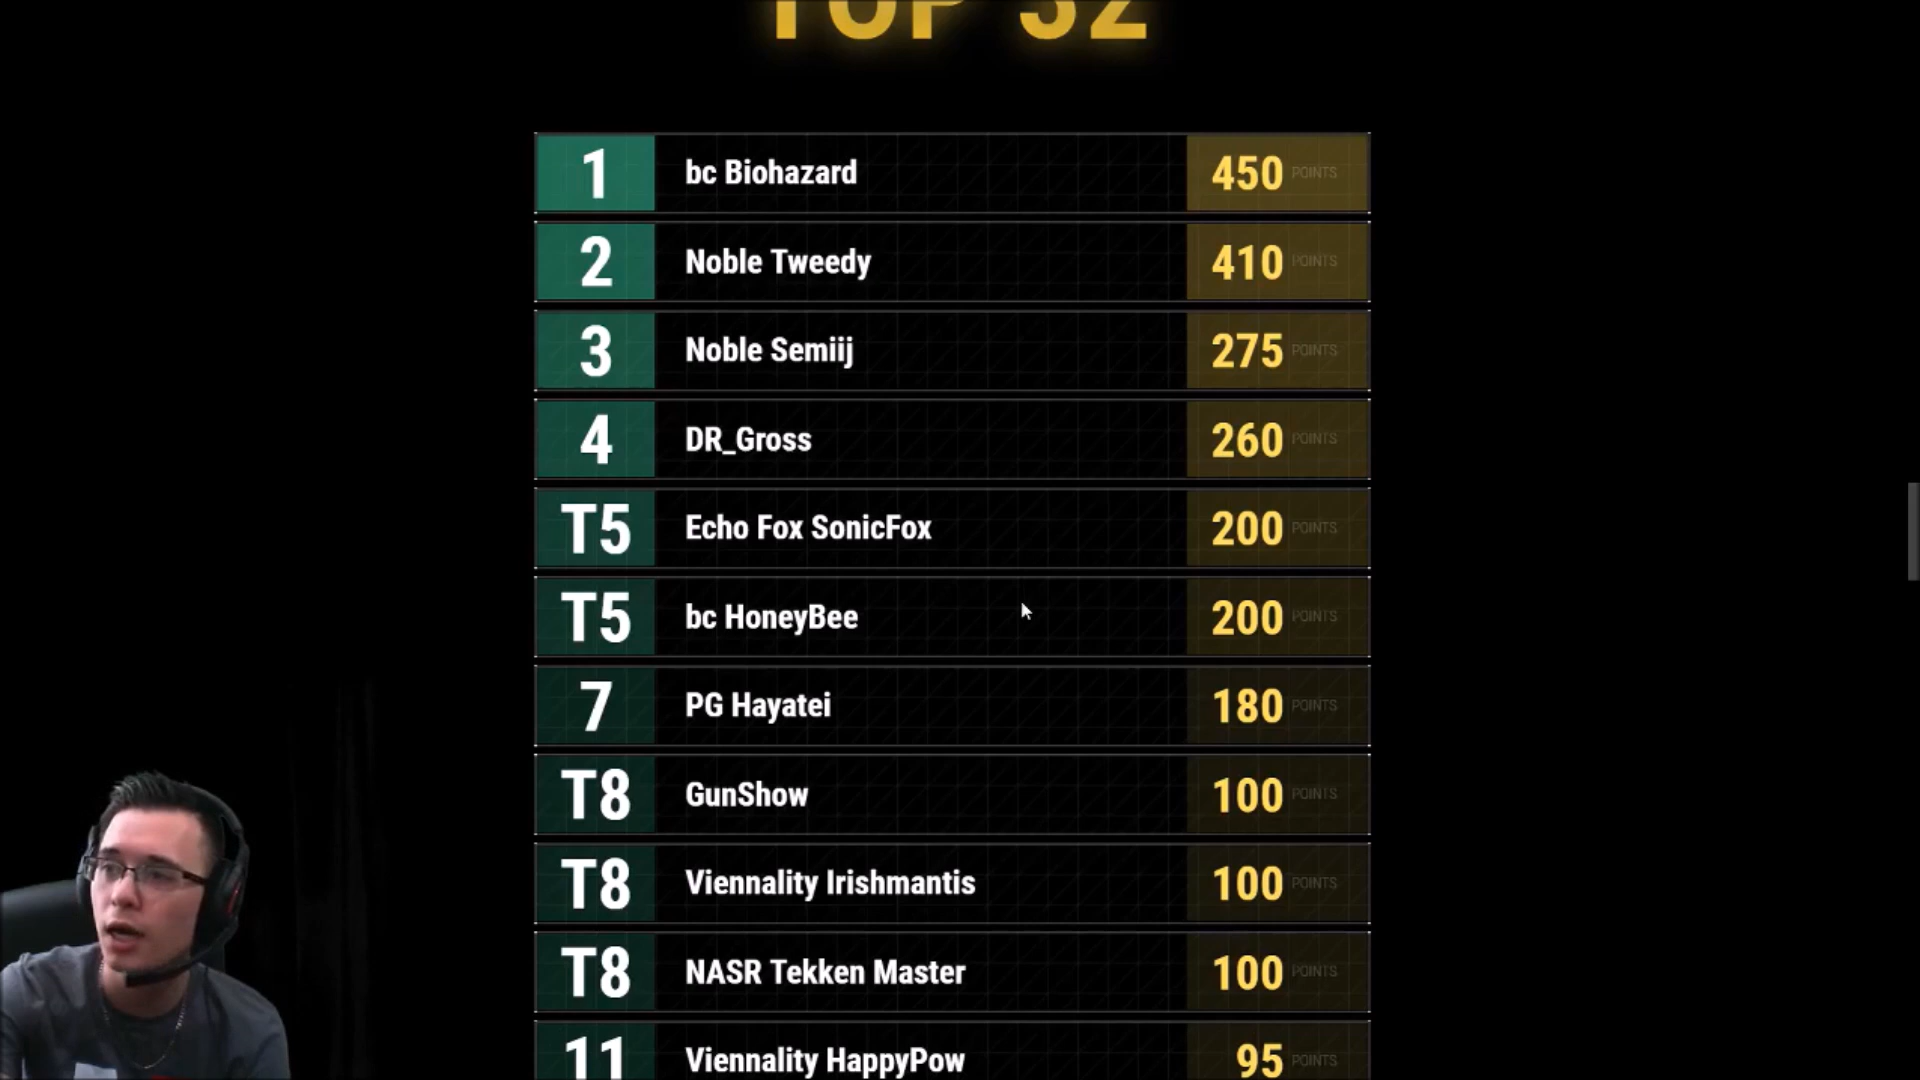 TOP 32
1 bc Biohazard 450 POINTS
2 Noble Tweedy 410 POINTS
3 Noble Semiij 275 POINTS
4 DR_Gross 260 POINTS
T5 Echo Fox SonicFox 200 POINTS
T5 bc HoneyBee 200 POINTS
7 PG Hayatei 180 POINTS
T8 GunShow 100 POINTS
T8 Viennality Irishmantis 100 POINTS
T8 NASR Tekken Master 100 POINTS
11 Viennality HappyPow 95 POINTS